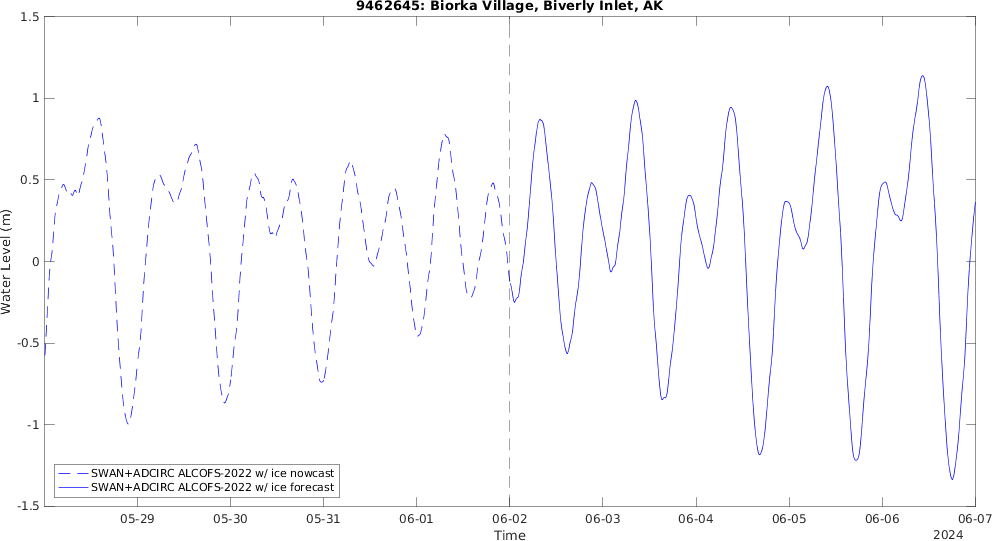 9462645: Biorka Village, Biverly Inlet, AK
Water Level (m)
1.5
1
0.5
0
-0.5
-1
-1.5
SWAN+ADCIRC ALCOFS-2022 w/ ice nowcast
SWAN+ADCIRC ALCOFS-2022 w/ ice forecast
05-29 05-30 05-31 06-01 06-02 06-03 06-04 06-05 06-06 06-07
Time
2024